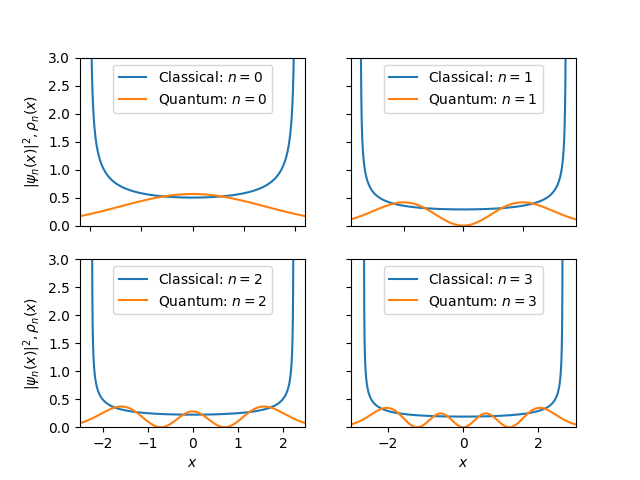 |ψₙ(x)|², ρₙ(x)
3.0
2.5
2.0
1.5
1.0
0.5
0.0
Classical: n = 0
Quantum: n = 0
Classical: n = 1
Quantum: n = 1
|ψₙ(x)|², ρₙ(x)
3.0
2.5
2.0
1.5
1.0
0.5
0.0
Classical: n = 2
Quantum: n = 2
−2 −1 0 1 2
x
Classical: n = 3
Quantum: n = 3
−2 0 2
x